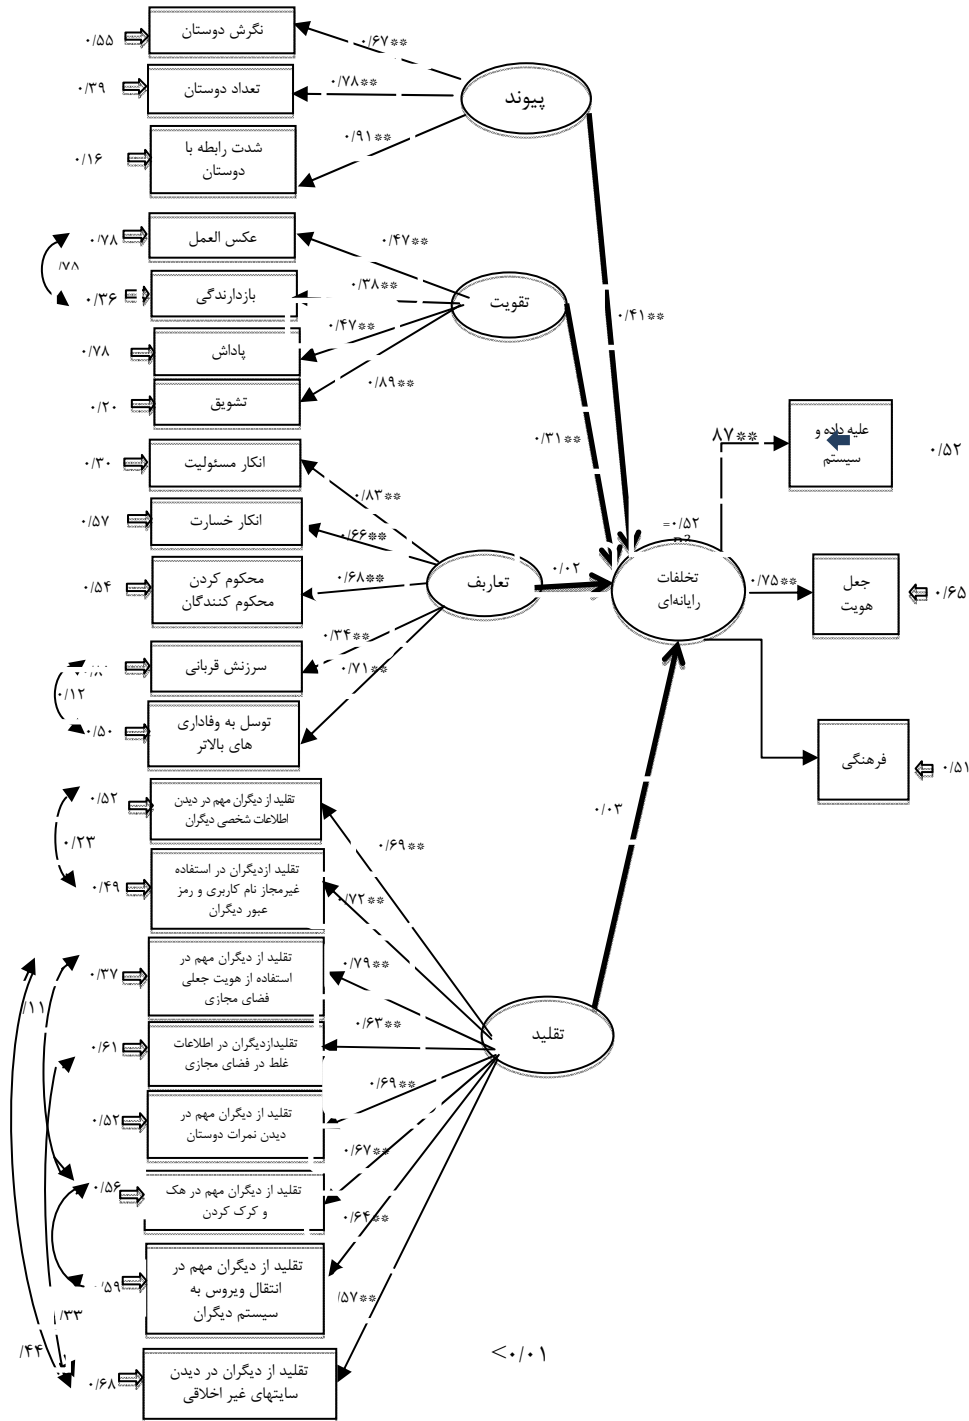 نگرش دوستان
۰/۵۵
۰/۶۷**
تعداد دوستان
۰/۳۹
۰/۷۸**
پیوند
شدت رابطه با
دوستان
۰/۱۶
۰/۹۱**
عکس العمل
۰/۷۸
۰/۴۷**
/۷۸
بازدارندگی
۰/۳۶
۰/۳۸**
تقویت
۰/۴۱**
پاداش
۰/۷۸
۰/۴۷**
تشویق
۰/۲۰
۰/۸۹**
۰/۳۱**
۸۷**
علیه داده و
سیستم
۰/۵۲
انکار مسئولیت
۰/۳۰
۰/۸۳**
انکار خسارت
۰/۵۷
۰/۶۶**
=۰/۵۲
محکوم کردن
محکوم کنندگان
۰/۵۴
۰/۶۸**
تعاریف
۰/۰۲
تخلفات
رایانه‌ای
۰/۷۵**
جعل
هویت
۰/۶۵
سرزنش قربانی
۰/۳۴**
۰/۷۱**
۰/۱۲
توسل به وفاداری
های بالاتر
۰/۵۰
فرهنگی
۰/۵۱
تقلید از دیگران مهم در دیدن
اطلاعات شخصی دیگران
۰/۵۲
۰/۶۹**
۰/۰۳
۰/۲۳
تقلید ازدیگران در استفاده
غیرمجاز نام کاربری و رمز
عبور دیگران
۰/۴۹
/۷۲**
تقلید از دیگران مهم در
استفاده از هویت جعلی
فضای مجازی
۰/۳۷
۰/۷۹**
/۱۱
تقلیدازدیگران در اطلاعات
غلط در فضای مجازی
۰/۶۱
۰/۶۳**
تقلید
تقلید از دیگران مهم در
دیدن نمرات دوستان
۰/۵۲
۰/۶۹**
تقلید از دیگران مهم در هک
و کرک کردن
۰/۵۶
۰/۶۷**
تقلید از دیگران مهم در
انتقال ویروس به
سیستم دیگران
۰/۵۹
۰/۶۴**
/۳۳
/۴۴
تقلید از دیگران در دیدن
سایتهای غیر اخلاقی
۰/۶۸
/۵۷**
<۰/۰۱